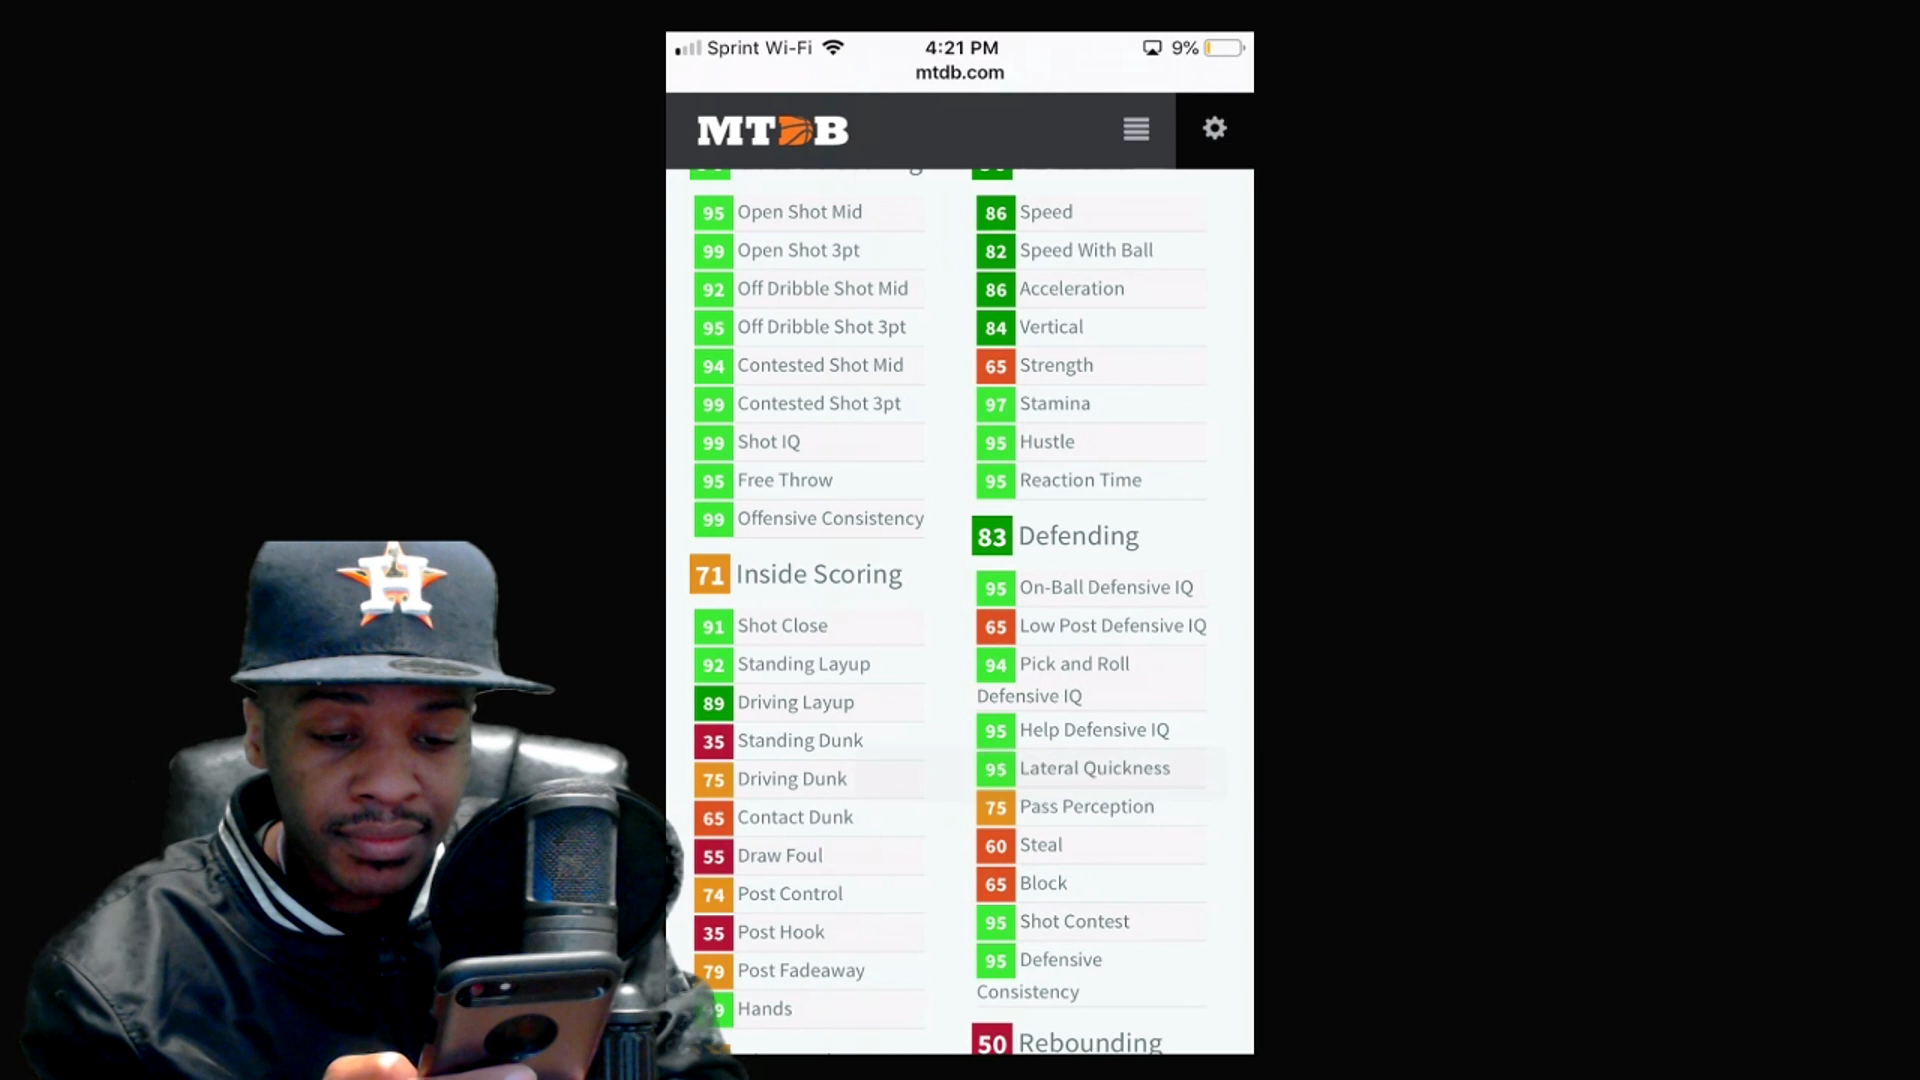 Sprint Wi-Fi
4:21 PM
9%
mtdb.com
MTDB
95 Open Shot Mid
99 Open Shot 3pt
92 Off Dribble Shot Mid
95 Off Dribble Shot 3pt
94 Contested Shot Mid
99 Contested Shot 3pt
99 Shot IQ
95 Free Throw
99 Offensive Consistency
71 Inside Scoring
91 Shot Close
92 Standing Layup
89 Driving Layup
35 Standing Dunk
75 Driving Dunk
65 Contact Dunk
55 Draw Foul
74 Post Control
35 Post Hook
79 Post Fadeaway
9 Hands
86 Speed
82 Speed With Ball
86 Acceleration
84 Vertical
65 Strength
97 Stamina
95 Hustle
95 Reaction Time
83 Defending
95 On-Ball Defensive IQ
65 Low Post Defensive IQ
94 Pick and Roll
Defensive IQ
95 Help Defensive IQ
95 Lateral Quickness
75 Pass Perception
60 Steal
65 Block
95 Shot Contest
95 Defensive
Consistency
50 Rebounding
H